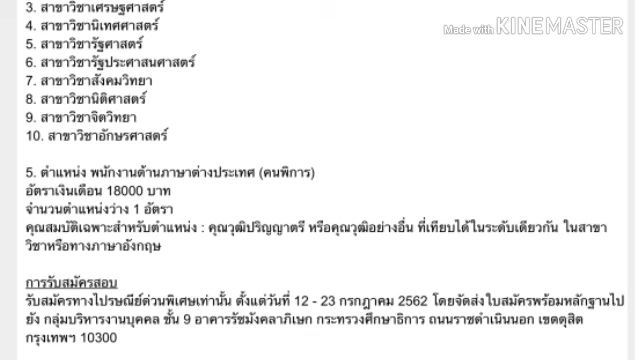 3. สาขาวิชาเศรษฐศาสตร์
4. สาขาวิชานิเทศศาสตร์
Made with KINEMASTER
5. สาขาวิชารัฐศาสตร์
6. สาขาวิชารัฐประศาสนศาสตร์
7. สาขาวิชาสังคมวิทยา
8. สาขาวิชานิติศาสตร์
9. สาขาวิชาจิตวิทยา
10. สาขาวิชาอักษรศาสตร์
5. ตำแหน่ง พนักงานด้านภาษาต่างประเทศ (คนพิการ)
อัตราเงินเดือน 18000 บาท
จำนวนตำแหน่งว่าง 1 อัตรา
คุณสมบัติเฉพาะสำหรับตำแหน่ง : คุณวุฒิปริญญาตรี หรือคุณวุฒิอย่างอื่น ที่เทียบได้ในระดับเดียวกัน ในสาขา
วิชาหรือทางภาษาอังกฤษ
การรับสมัครสอบ
รับสมัครทางไปรษณีย์ด่วนพิเศษเท่านั้น ตั้งแต่วันที่ 12 - 23 กรกฎาคม 2562 โดยจัดส่งใบสมัครพร้อมหลักฐานไป
ยัง กลุ่มบริหารงานบุคคล ชั้น 9 อาคารรัชมังคลาภิเษก กระทรวงศึกษาธิการ ถนนราชดำเนินนอก เขตดุสิต
กรุงเทพฯ 10300